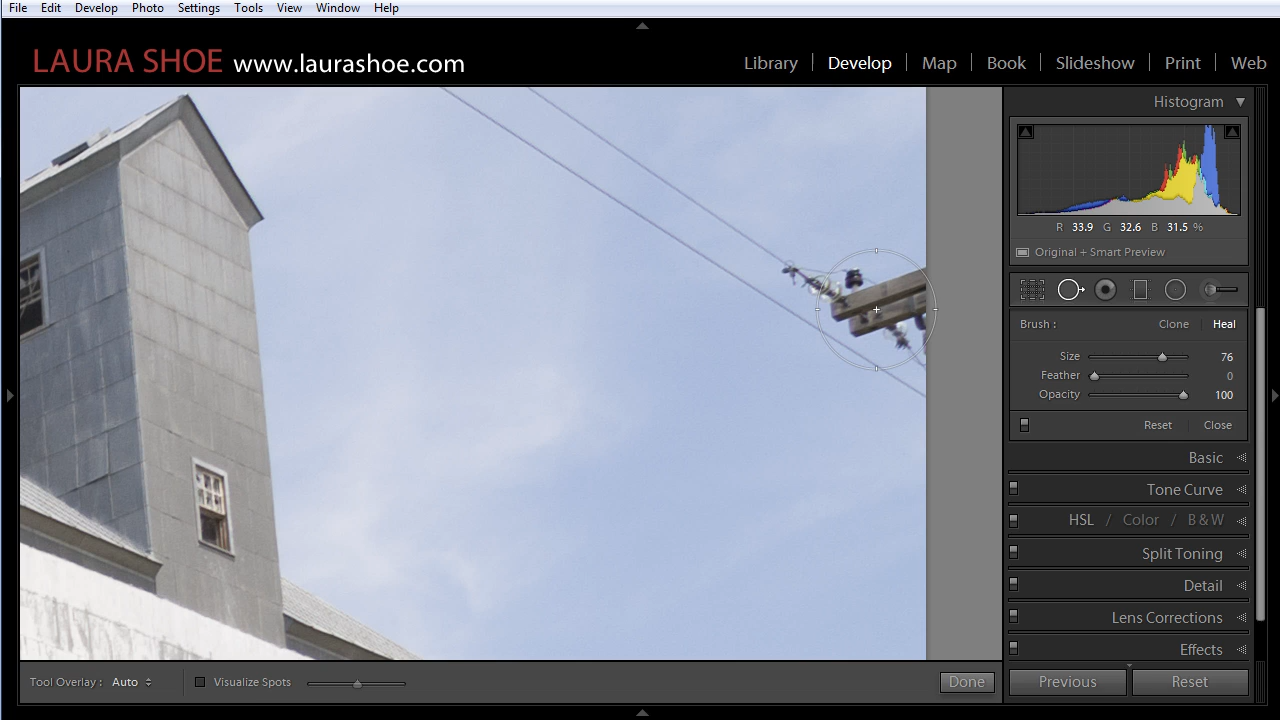 File Edit Develop Photo Settings Tools View Window Help
LAURA SHOE www.laurashoe.com
Library Develop Map Book Slideshow Print Web
Histogram
R 33.9 G 32.6 B 31.5 %
Original + Smart Preview
Brush : Clone Heal
Size 76
Feather 0
Opacity 100
Reset Close
Basic
Tone Curve
HSL / Color / B & W
Split Toning
Detail
Lens Corrections
Effects
Tool Overlay : Auto Visualize Spots Done
Previous Reset